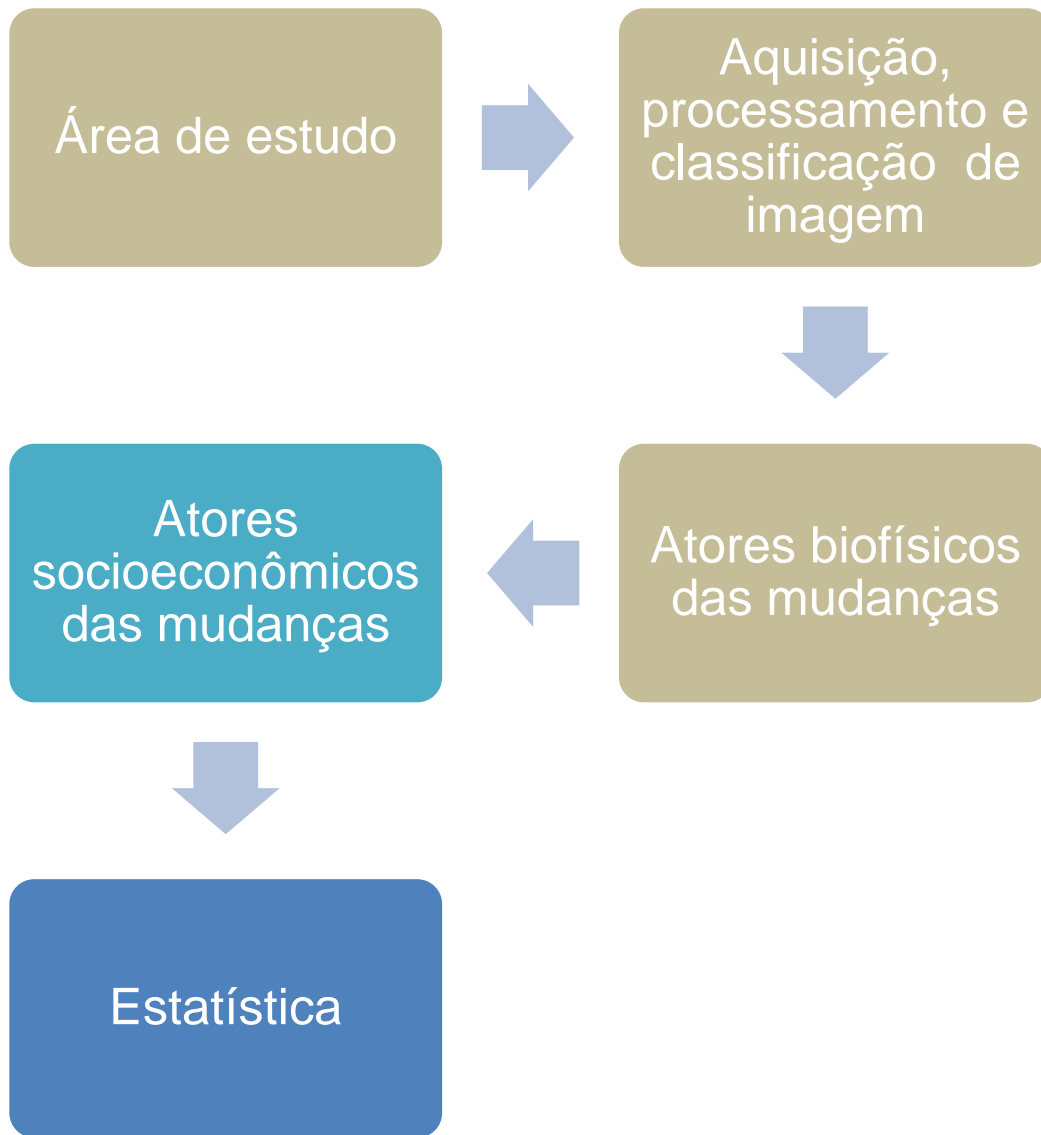 Área de estudo
Aquisição,
processamento e
classificação de
imagem
Atores biofísicos
das mudanças
Atores
socioeconômicos
das mudanças
Estatística